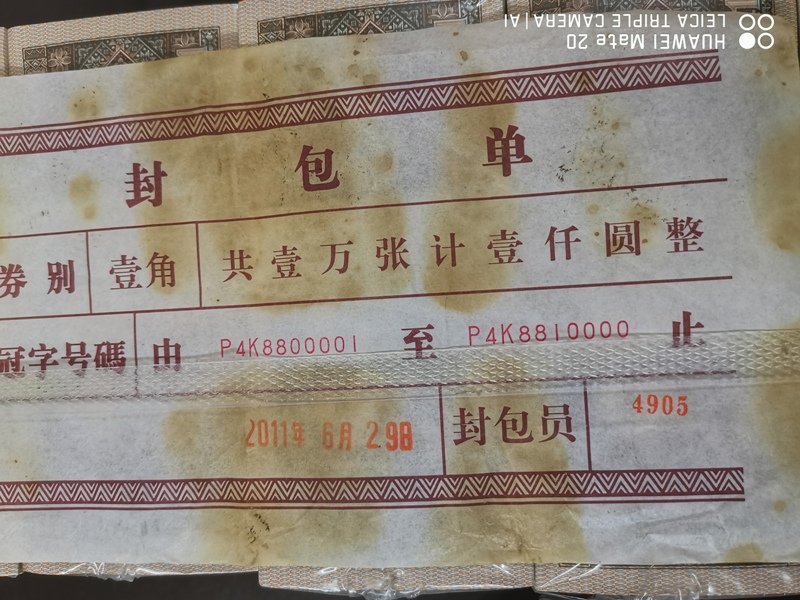 封包单
券别 壹角 共壹万张计壹仟圆整
冠字号碼 由 P4K8800001 至 P4K8810000 止
2011年 6月 29日 封包员 4905
HUAWEI Mate 20
LEICA TRIPLE CAMERA | AI